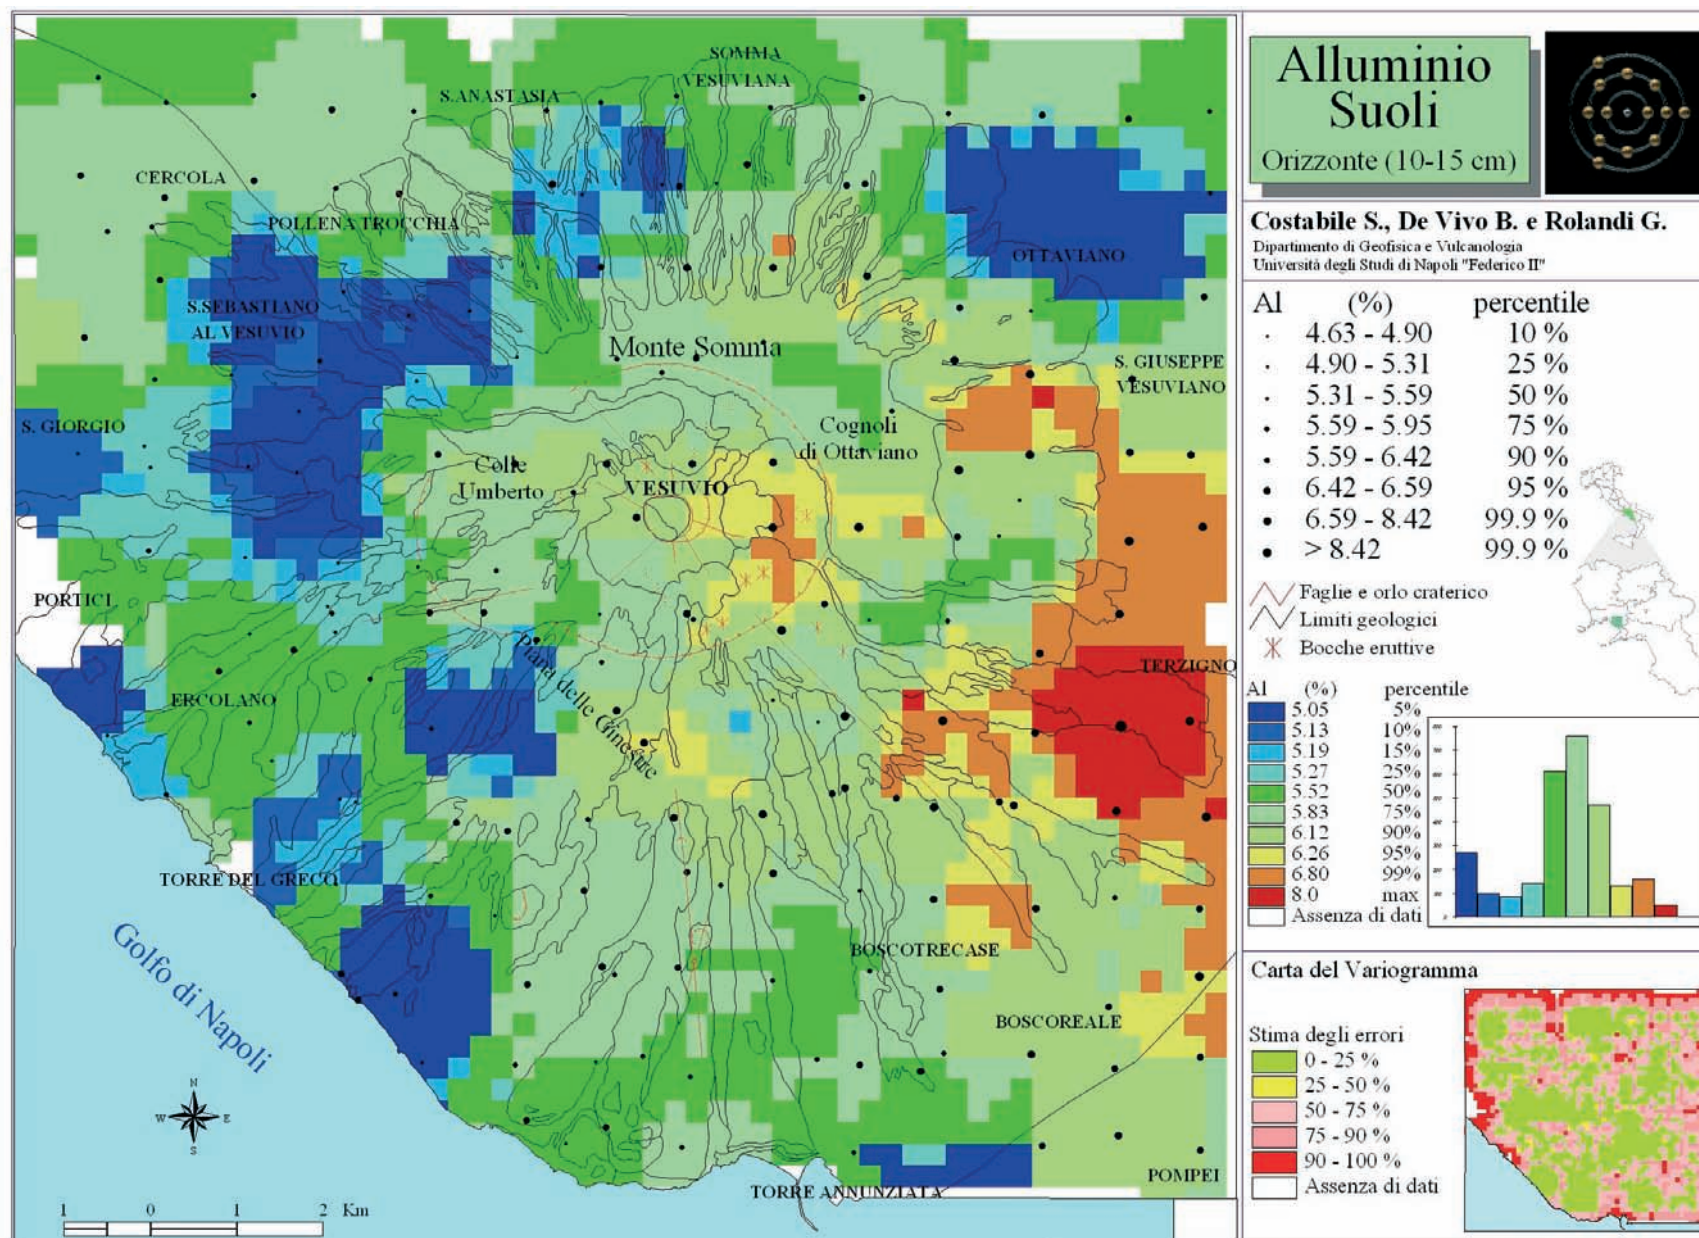 Alluminio
Suoli
Orizzonte (10-15 cm)
Costabile S., De Vivo B. e Rolandi G.
Dipartimento di Geofisica e Vulcanologia
Università degli Studi di Napoli "Federico II"
Al (%) percentile
4.63 - 4.90 10 %
4.90 - 5.31 25 %
5.31 - 5.59 50 %
5.59 - 5.95 75 %
5.59 - 6.42 90 %
6.42 - 6.59 95 %
6.59 - 8.42 99.9 %
> 8.42 99.9 %
Faglie e orlo craterico
Limiti geologici
Bocche eruttive
Al (%) percentile
5.05 5%
5.13 10%
5.19 15%
5.27 25%
5.52 50%
5.83 75%
6.12 90%
6.26 95%
6.80 99%
8.0 max
Assenza di dati
Carta del Variogramma
Stima degli errori
0 - 25 %
25 - 50 %
50 - 75 %
75 - 90 %
90 - 100 %
Assenza di dati
SOMMA
VESUVIANA
S.ANASTASIA
CERCOLA
POLLENA TROCCHIA
OTTAVIANO
S.SEBASTIANO
AL VESUVIO
Monte Somma
S. GIUSEPPE
VESUVIANO
S. GIORGIO
Cognoli
di Ottaviano
Colle
Umberto
VESUVIO
PORTICI
Piana delle Ginestre
TERZIGNO
ERCOLANO
TORRE DEL GRECO
BOSCOTRECASE
Golfo di Napoli
BOSCOREALE
N
W E
S
POMPEI
TORRE ANNUNZIATA
1 0 1 2 Km